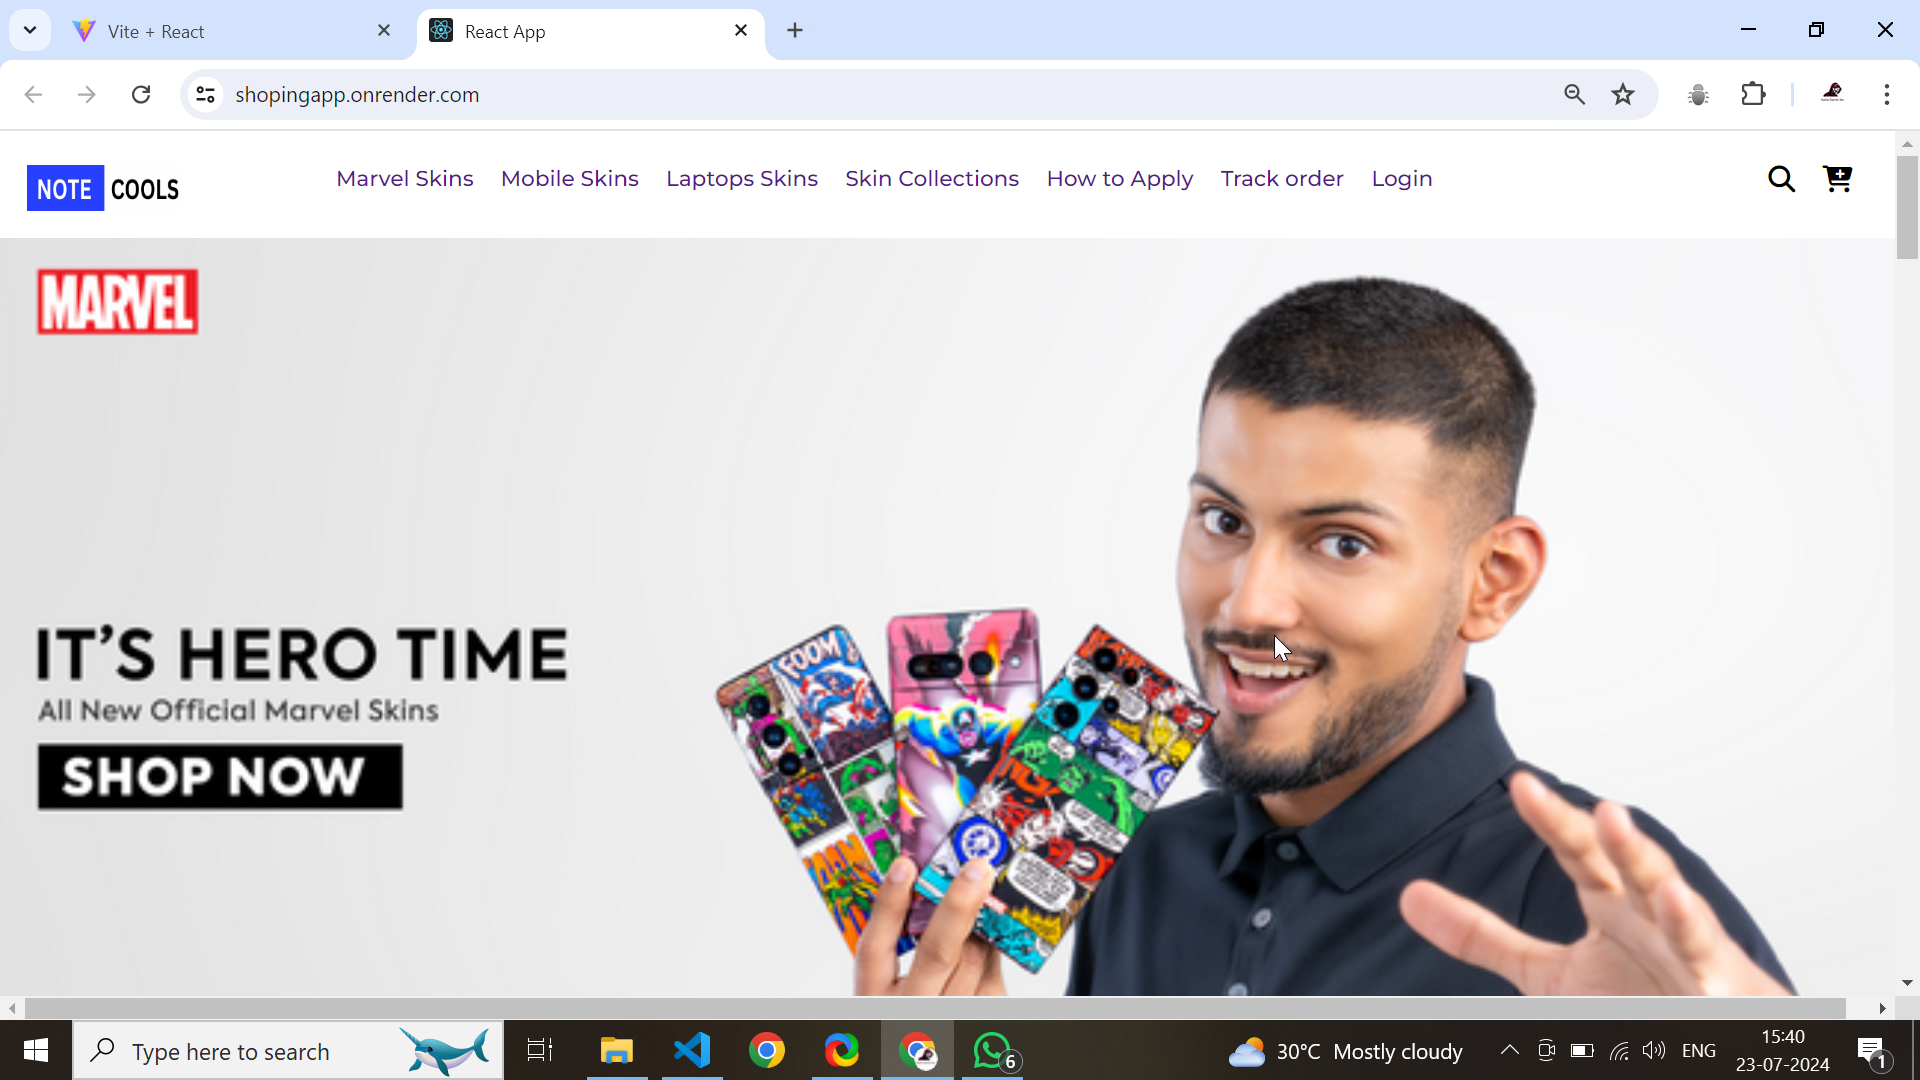 Vite + React
React App
shopingapp.onrender.com
NOTE COOLS
Marvel Skins
Mobile Skins
Laptops Skins
Skin Collections
How to Apply
Track order
Login
MARVEL
IT'S HERO TIME
All New Official Marvel Skins
SHOP NOW
FOOM
Type here to search
6
30°C Mostly cloudy
ENG
15:40
23-07-2024
1